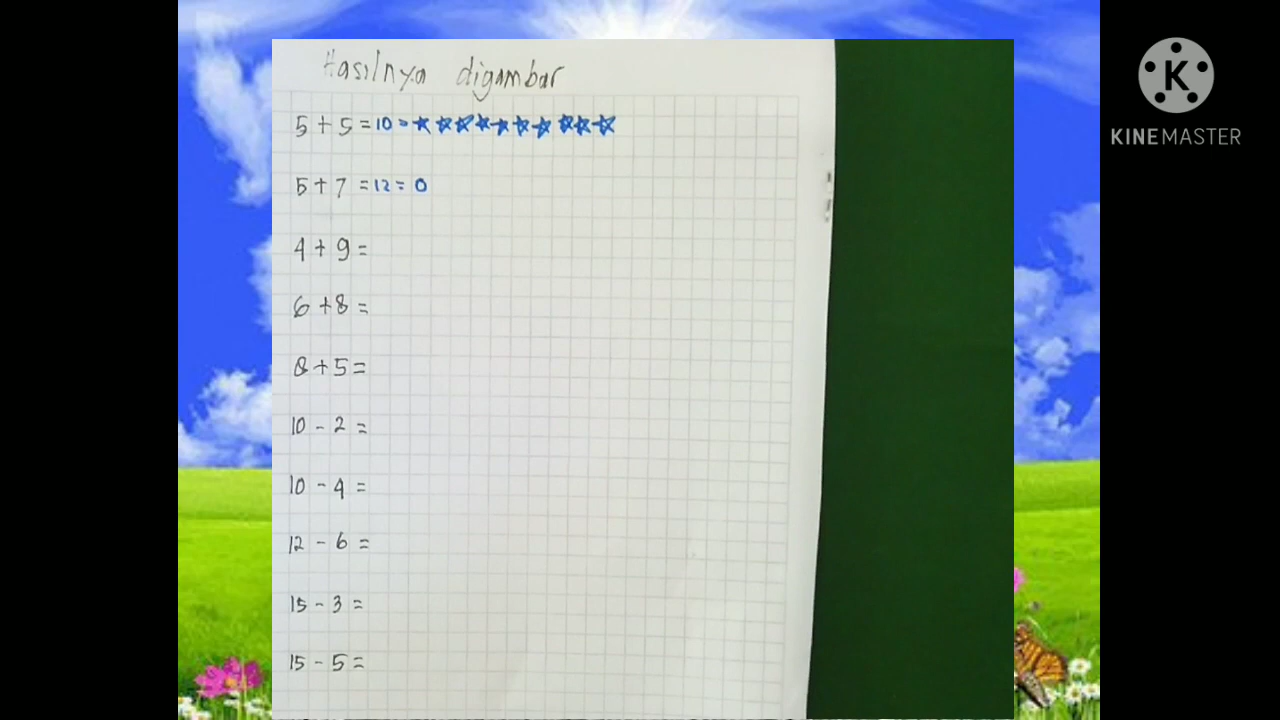 Hasilnya digambar
5 + 5 = 10 = ☆☆☆☆☆☆☆☆☆☆
5 + 7 = 12 = O
4 + 9 =
6 + 8 =
8 + 5 =
10 - 2 =
10 - 4 =
12 - 6 =
15 - 3 =
15 - 5 =
K
KINEMASTER